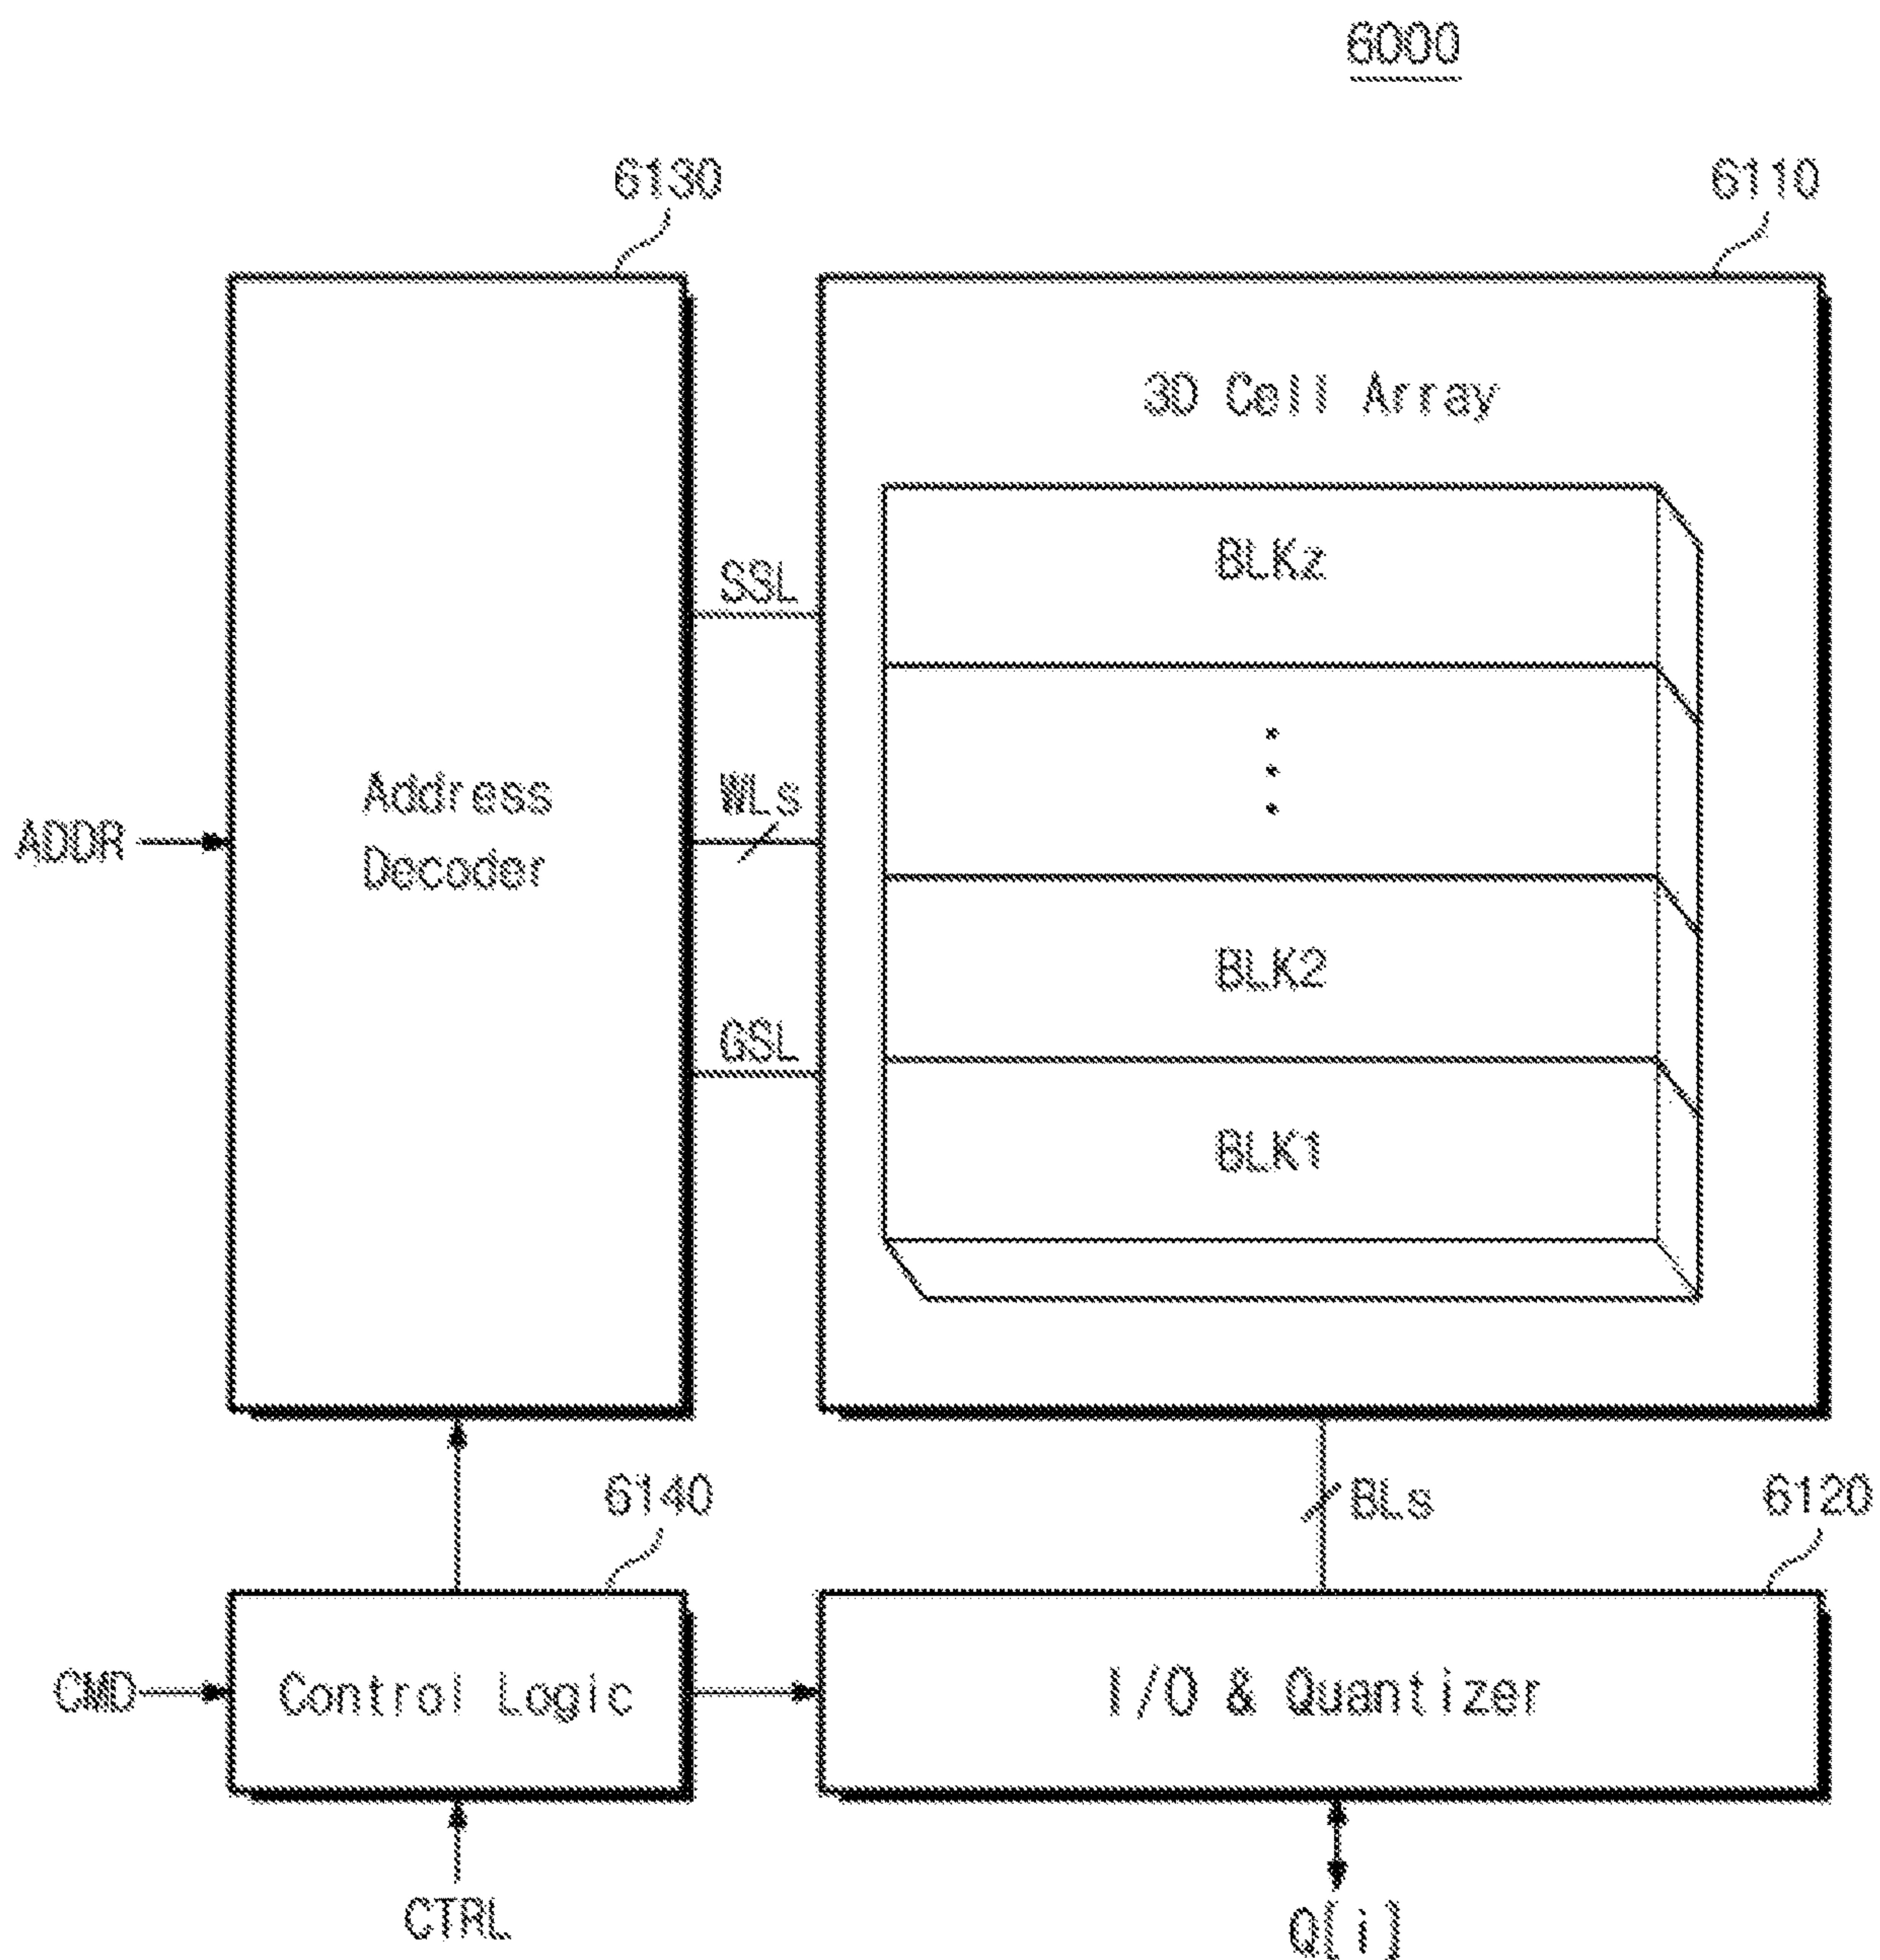 6000
6130
6110
3D Cell Array
BLKz
SSL
WLs
Address
Decoder
ADDR
BLK2
GSL
BLK1
6140
BLs
6120
CMD
Control Logic
I/O & Quantizer
CTRL
Q[i]